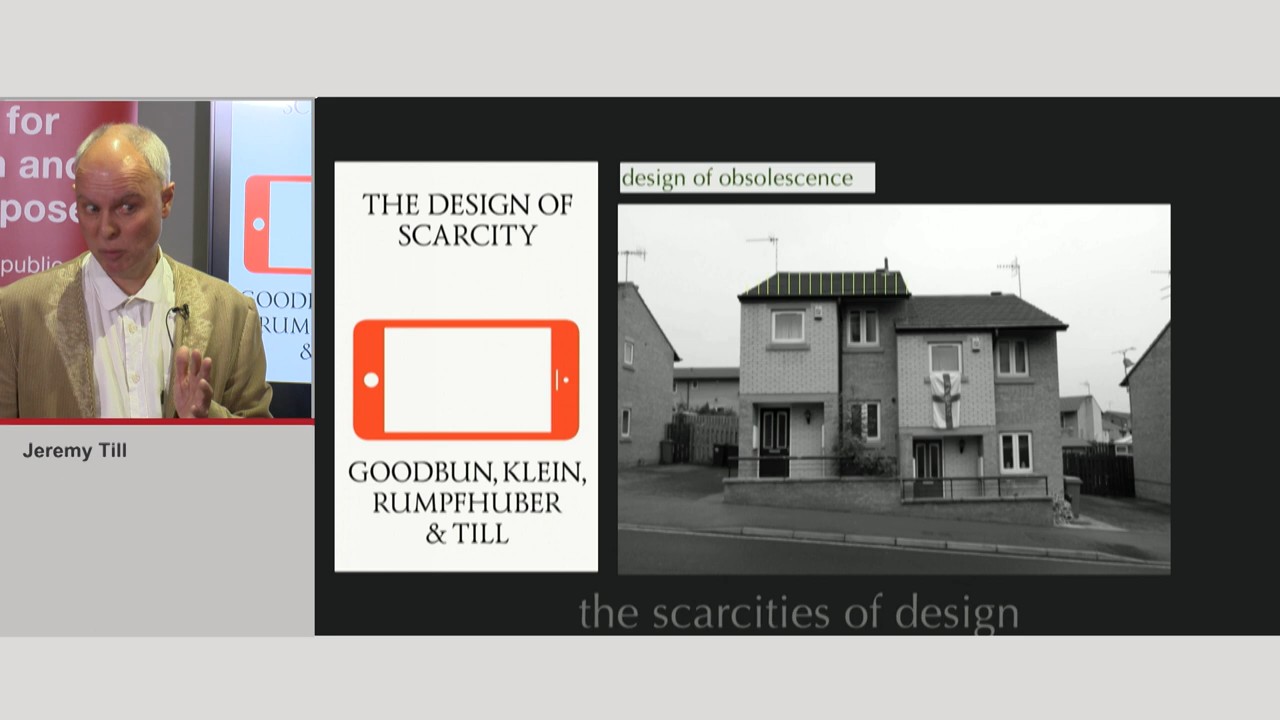 for
and
pose
public
Jeremy Till
THE DESIGN OF
SCARCITY
GOODBUN, KLEIN,
RUMPFHUBER
& TILL
design of obsolescence
the scarcities of design